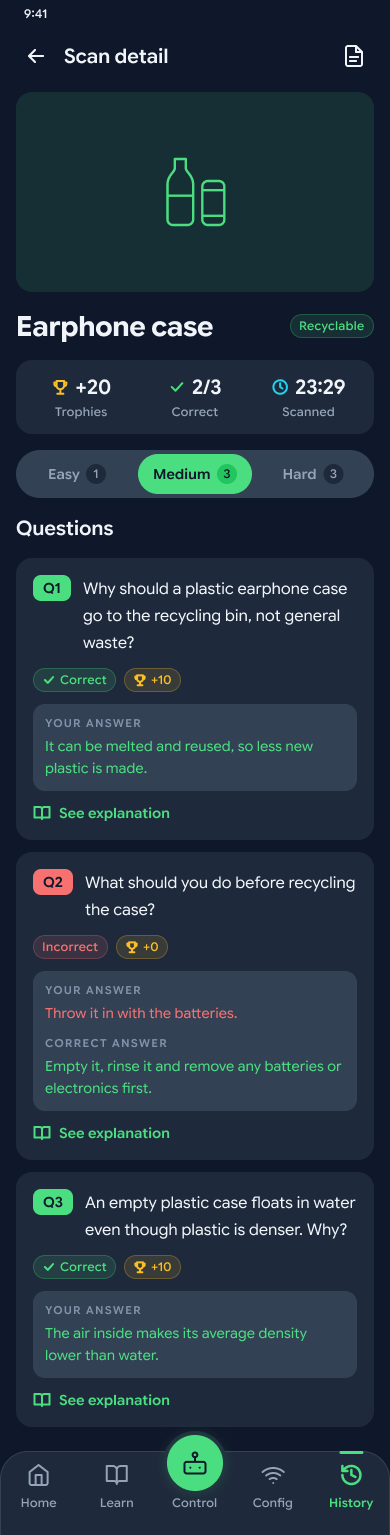 9:41
Scan detail
Earphone case
Recyclable
+20
2/3
23:29
Trophies
Correct
Scanned
Easy 1
Medium 3
Hard 3
Questions
Q1
Why should a plastic earphone case
go to the recycling bin, not general
waste?
Correct
+10
YOUR ANSWER
It can be melted and reused, so less new
plastic is made.
See explanation
Q2
What should you do before recycling
the case?
Incorrect
+0
YOUR ANSWER
Throw it in with the batteries.
CORRECT ANSWER
Empty it, rinse it and remove any batteries or
electronics first.
See explanation
Q3
An empty plastic case floats in water
even though plastic is denser. Why?
Correct
+10
YOUR ANSWER
The air inside makes its average density
lower than water.
See explanation
Home
Learn
Control
Config
History